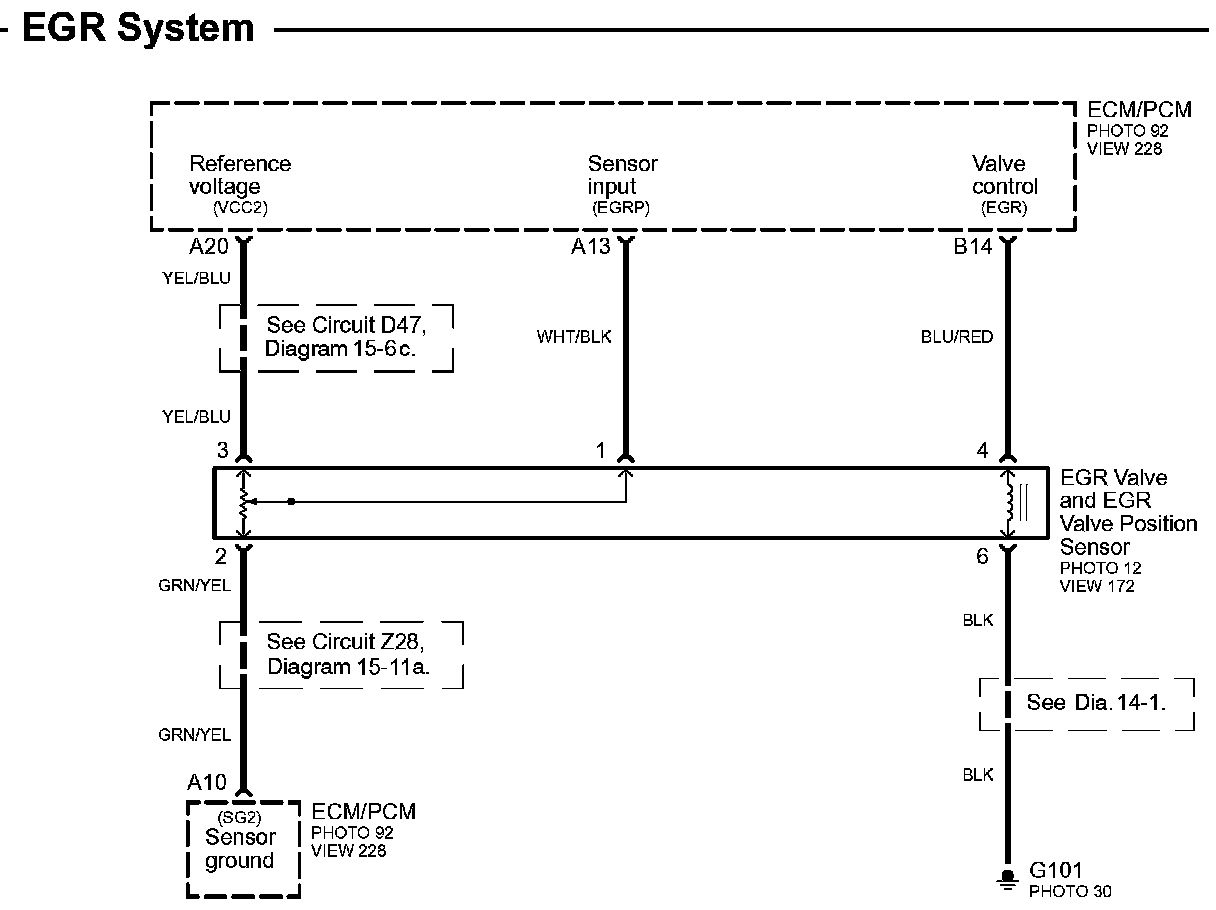 EGR System
ECM/PCM
PHOTO 92
VIEW 228
Reference
voltage
(VCC2)
Sensor
input
(EGRP)
Valve
control
(EGR)
A20
A13
B14
YEL/BLU
See Circuit D47,
Diagram 15-6c.
WHT/BLK
BLU/RED
YEL/BLU
3
1
4
EGR Valve
and EGR
Valve Position
Sensor
PHOTO 12
VIEW 172
2
6
GRN/YEL
BLK
See Circuit Z28,
Diagram 15-11a.
See Dia. 14-1.
GRN/YEL
BLK
A10
(SG2)
Sensor
ground
ECM/PCM
PHOTO 92
VIEW 228
G101
PHOTO 30